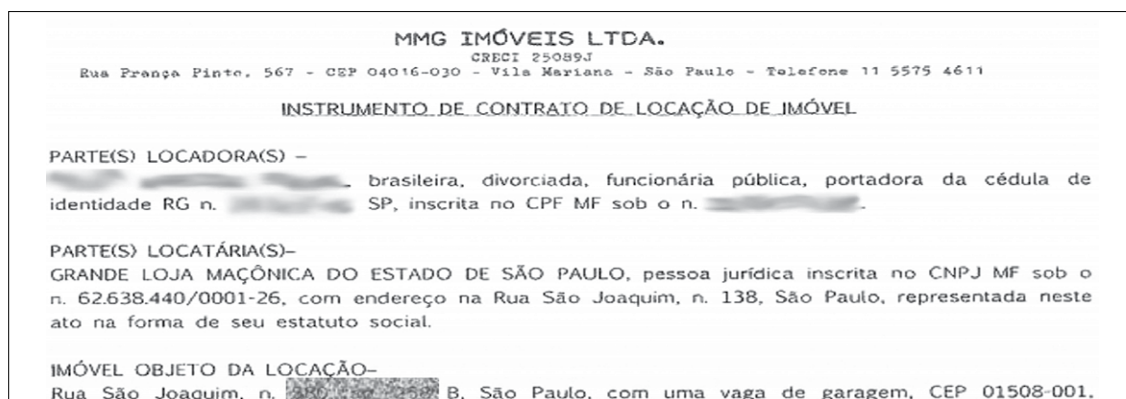 MMG IMÓVEIS LTDA.
CRECI 25089J
Rua França Pinto, 567 - CEP 04016-030 - Vila Mariana - São Paulo - Telefone 11 5575 4611
INSTRUMENTO DE CONTRATO DE LOCAÇÃO DE IMÓVEL
PARTE(S) LOCADORA(S) –
brasileira, divorciada, funcionária pública, portadora da cédula de
identidade RG n. SP, inscrita no CPF MF sob o n.
PARTE(S) LOCATÁRIA(S)–
GRANDE LOJA MAÇÔNICA DO ESTADO DE SÃO PAULO, pessoa jurídica inscrita no CNPJ MF sob o
n. 62.638.440/0001-26, com endereço na Rua São Joaquim, n. 138, São Paulo, representada neste
ato na forma de seu estatuto social.
IMÓVEL OBJETO DA LOCAÇÃO–
Rua São Joaquim, n. B, São Paulo, com uma vaga de garagem, CEP 01508-001,